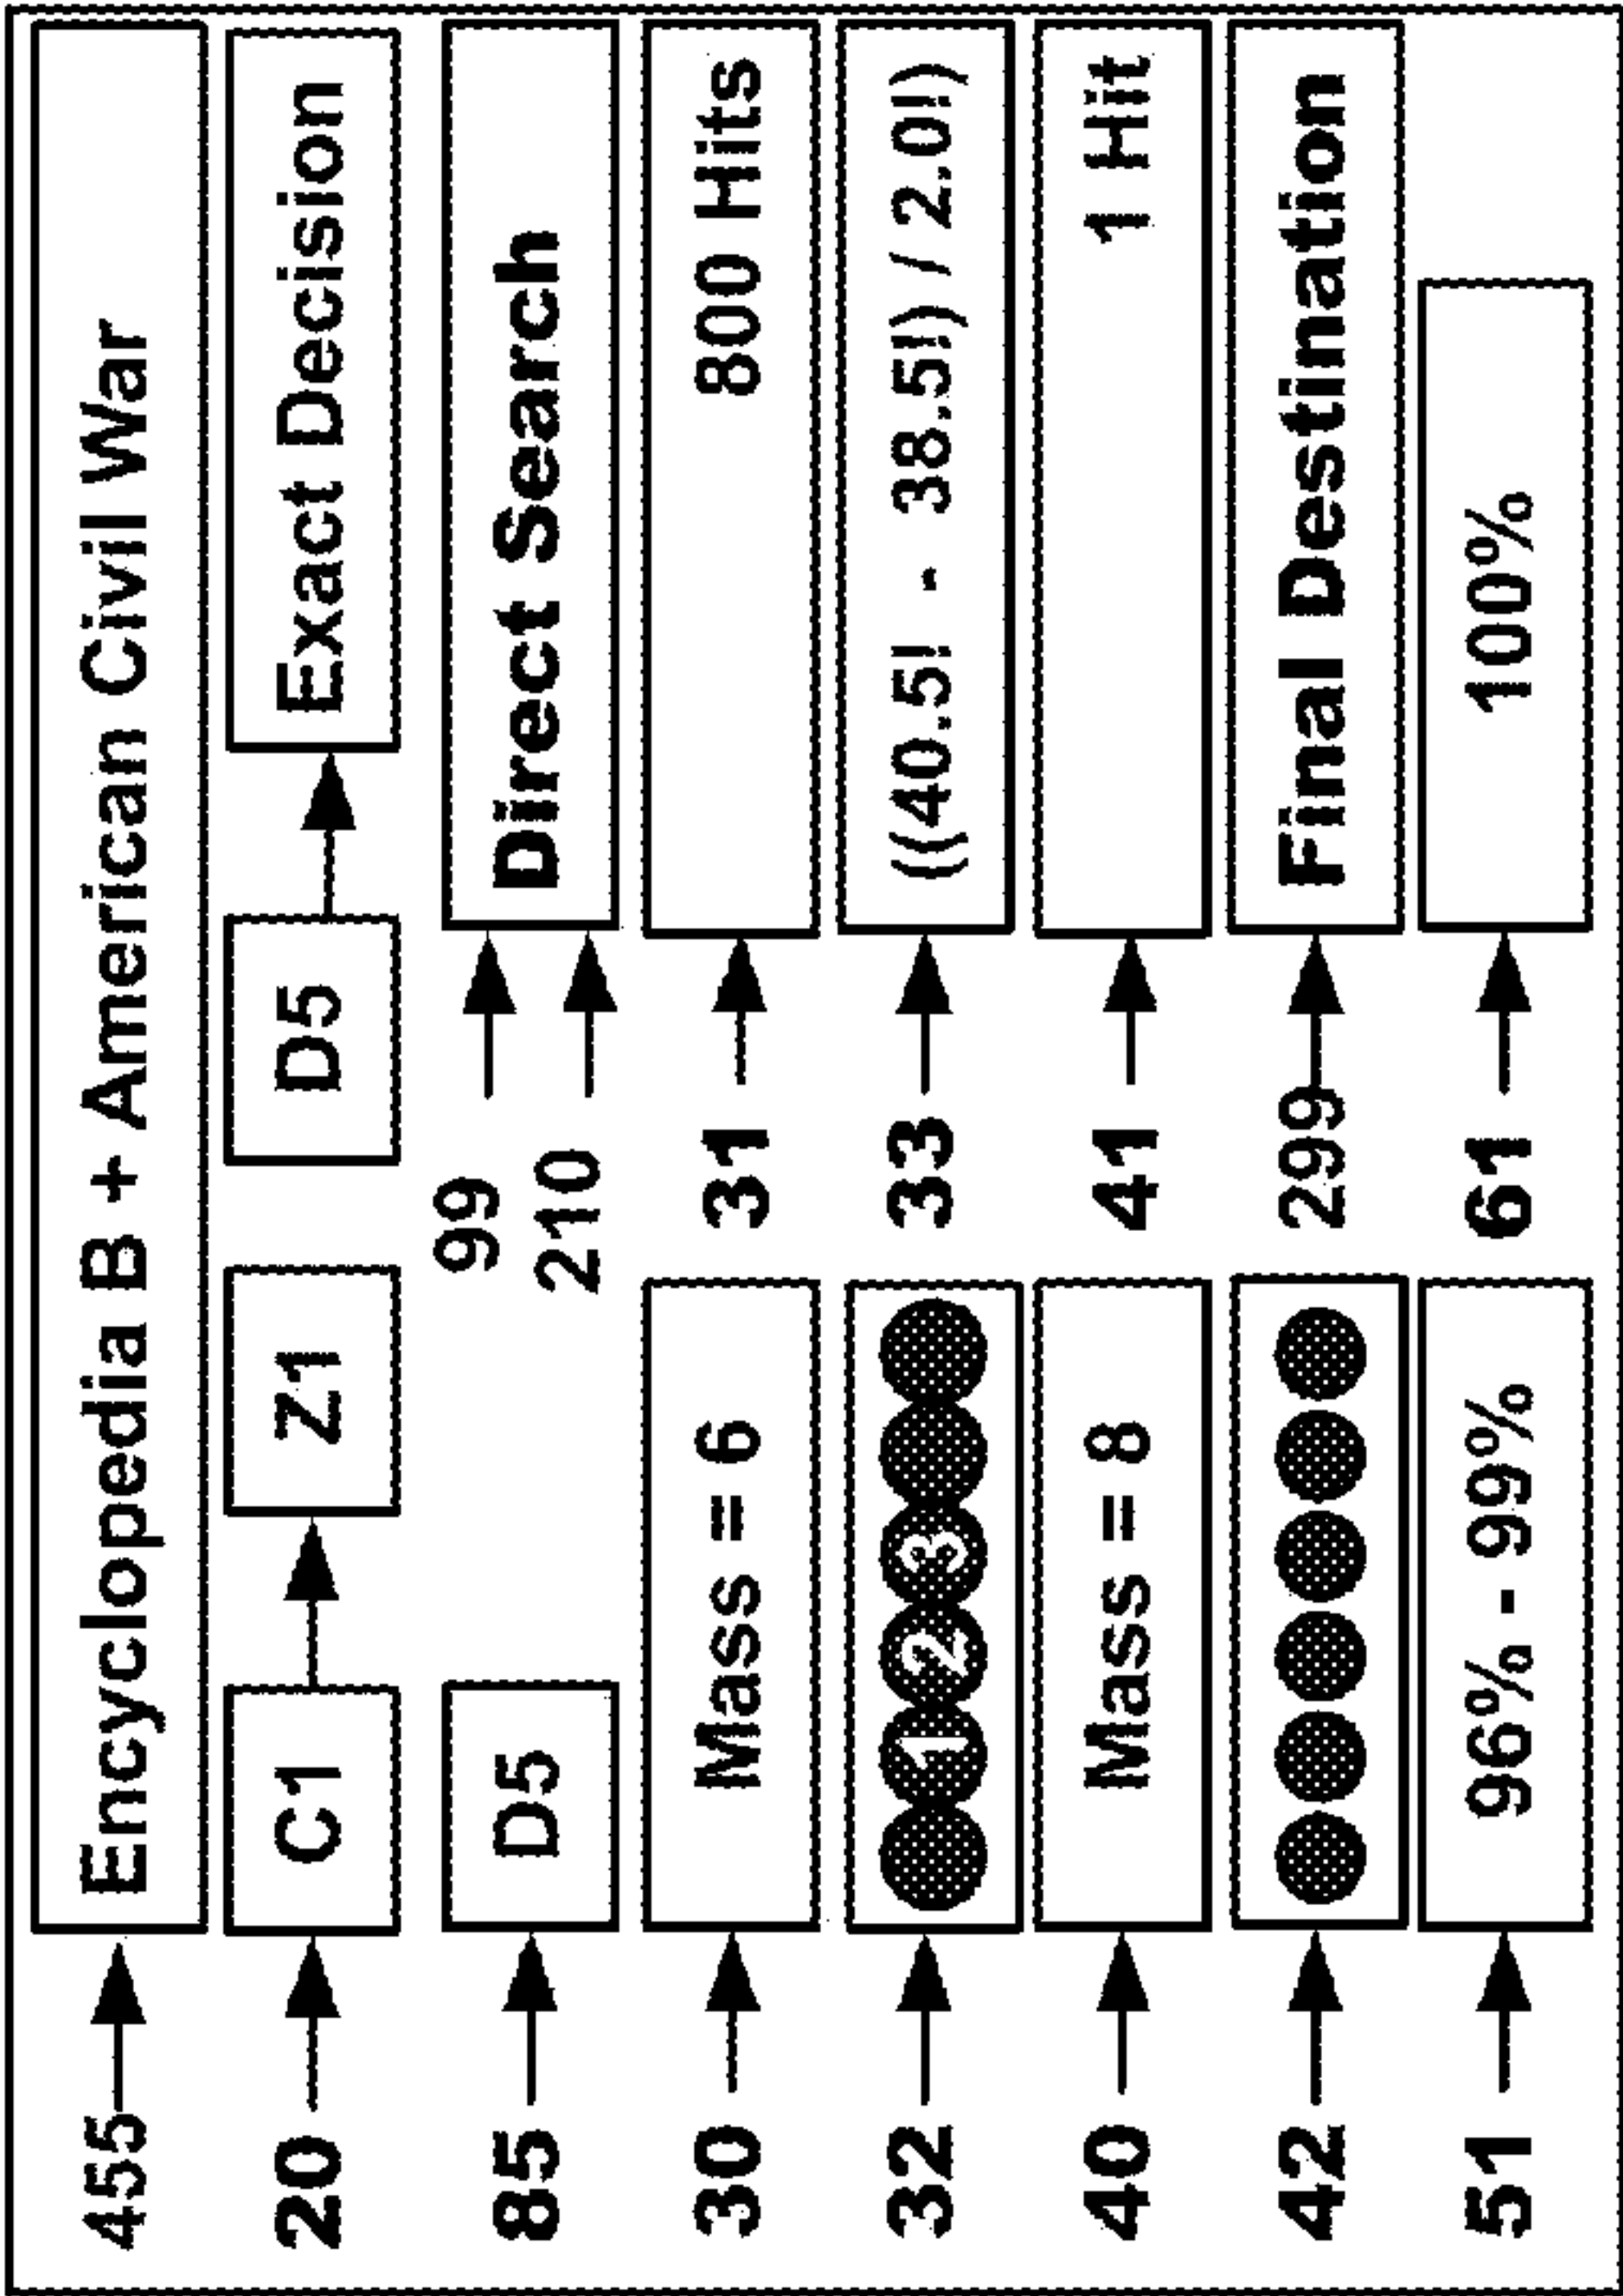 455 Encyclopedia B + American Civil War
20 C1 Z1 D5 Exact Decision
85 D5 99 210 Direct Search
30 Mass = 6 31 800 Hits
32 1 2 3 33 ((40.5! - 38.5!) / 2.0!)
40 Mass = 8 41 1 Hit
42 299 Final Destination
51 96% - 99% 61 100%